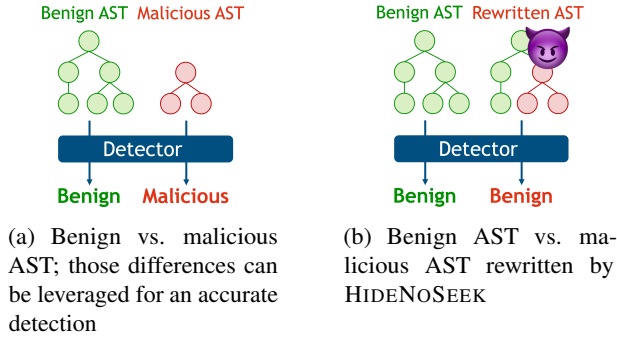 Benign AST Malicious AST
Detector
Benign Malicious
(a) Benign vs. malicious
AST; those differences can
be leveraged for an accurate
detection
Benign AST Rewritten AST
Detector
Benign Benign
(b) Benign AST vs. ma-
licious AST rewritten by
HIDENOSEEK